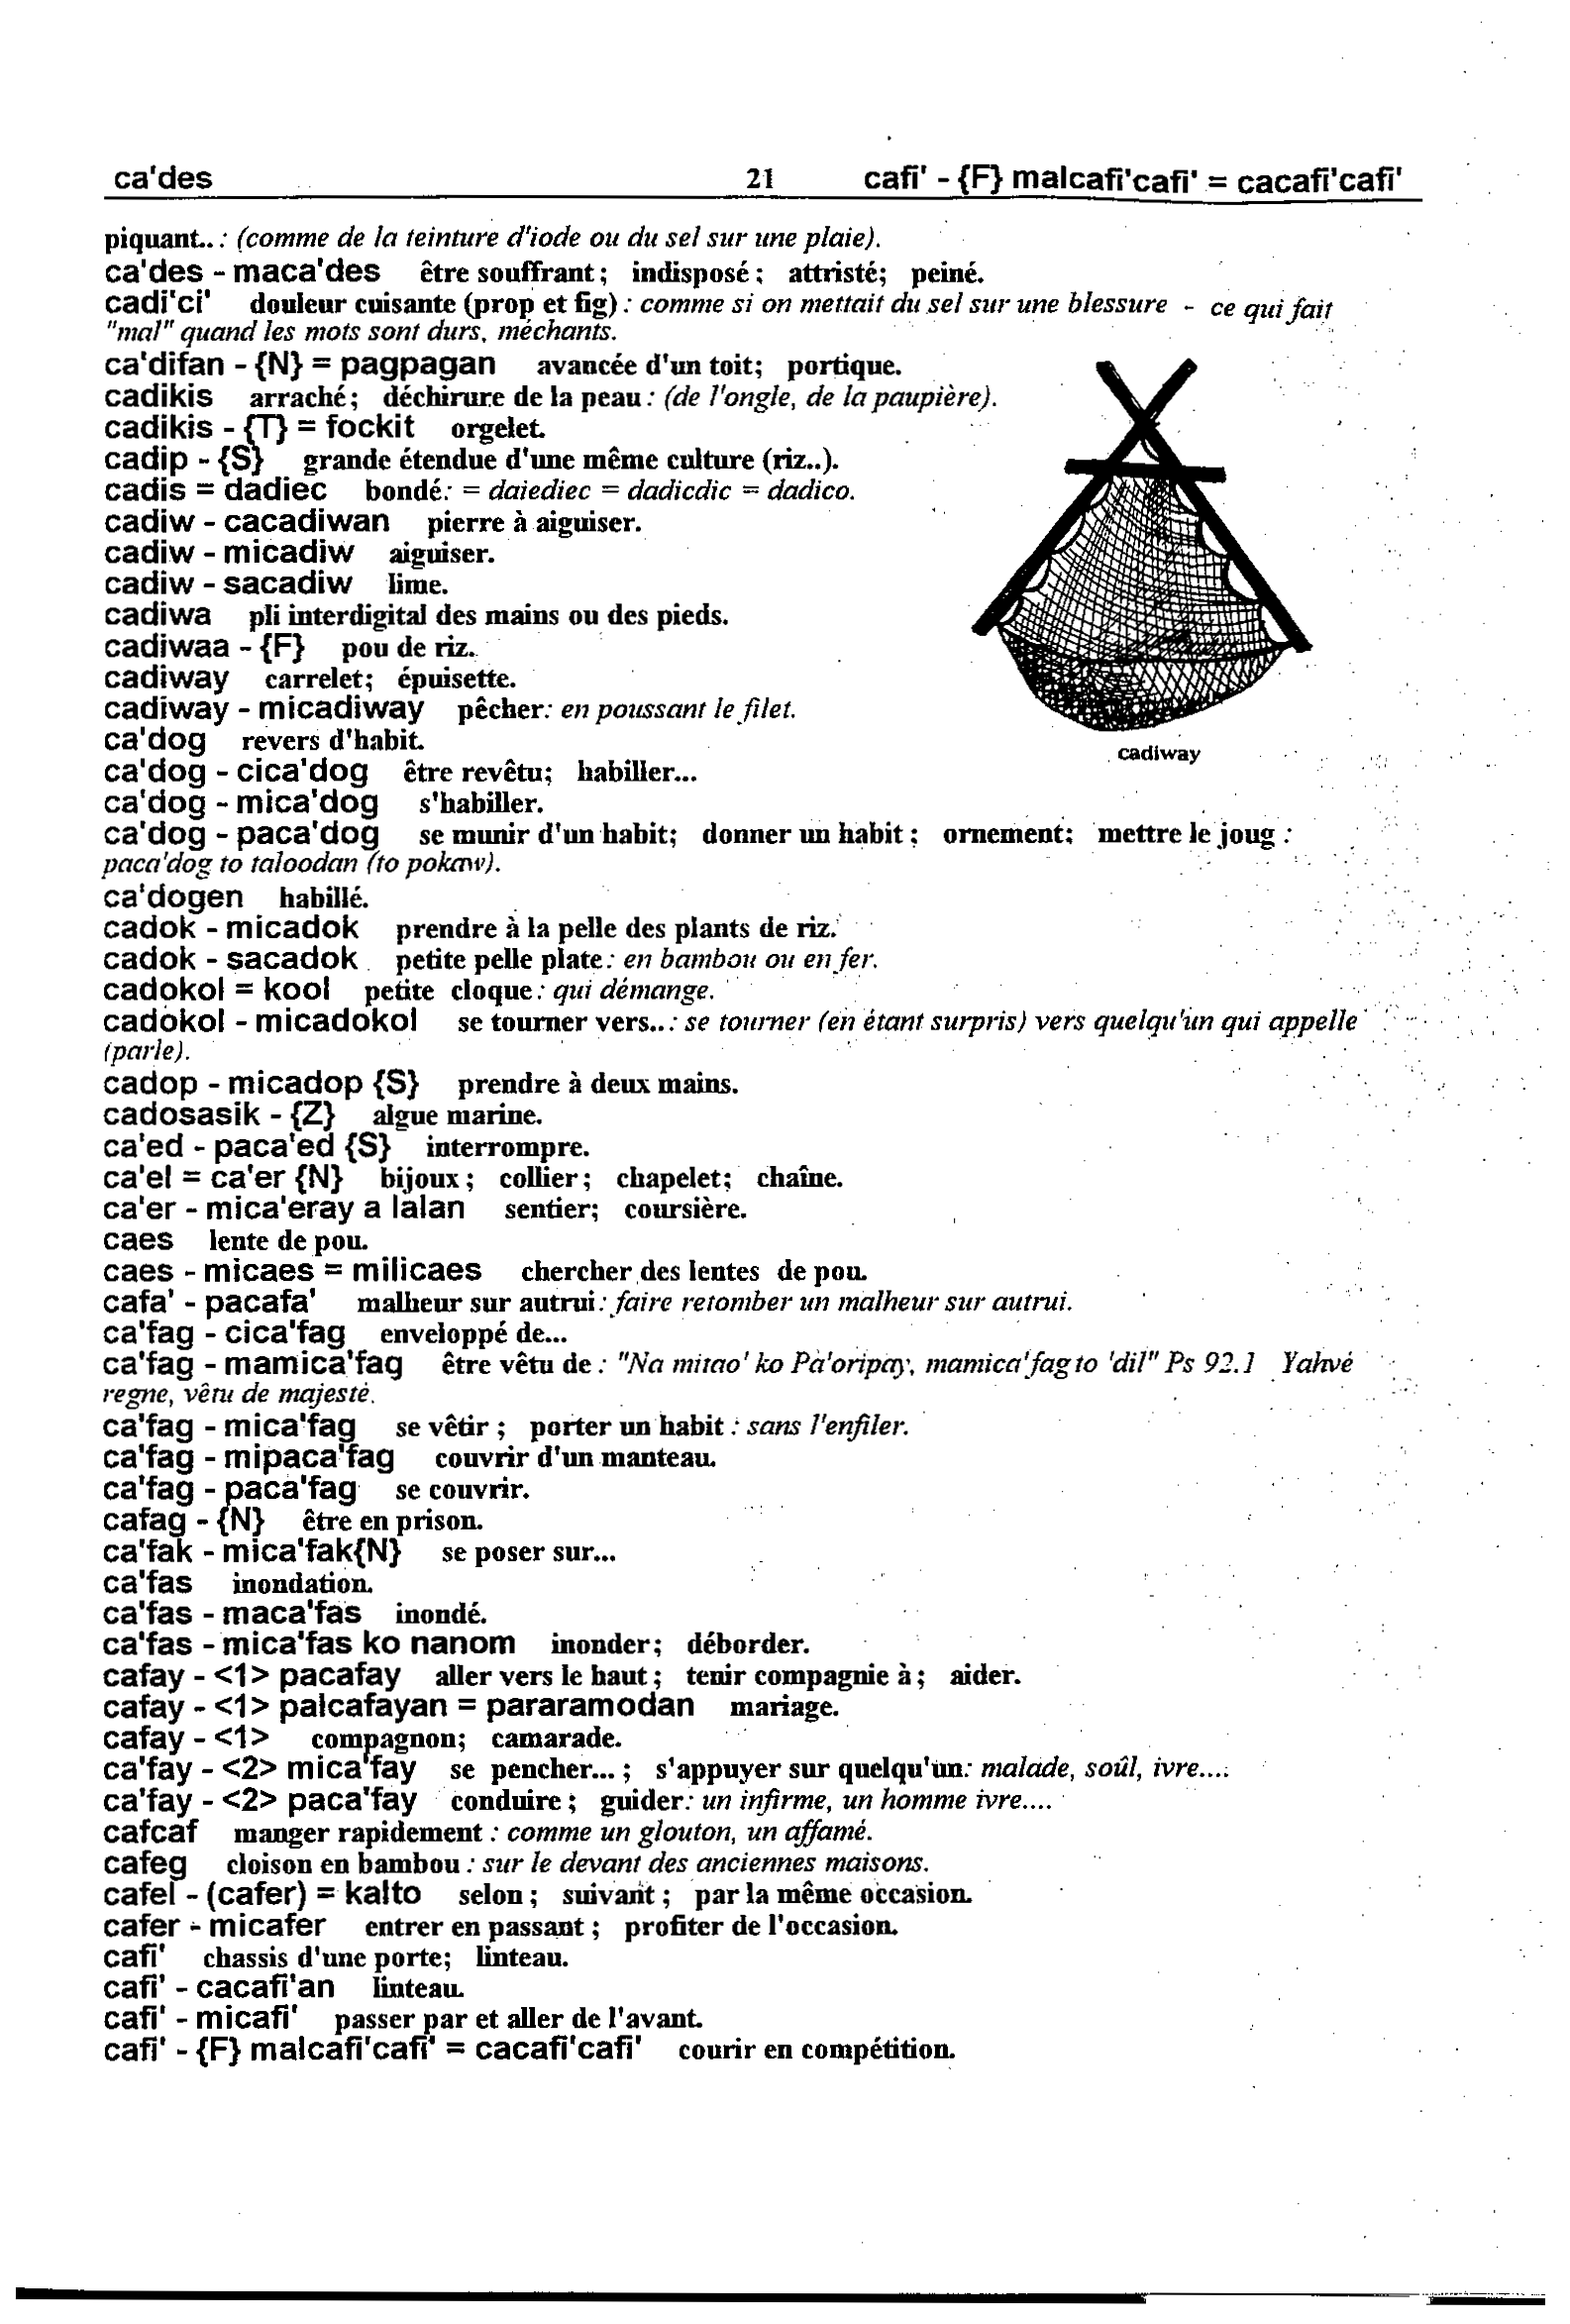 ca'des 21 cafi' - {F} malcafi'cafi' = cacafi'cafi'
piquant..: (comme de la teinture d'iode ou du sel sur une plaie).
ca'des - maca'des être souffrant ; indisposé ; attristé; peiné.
cadi'ci' douleur cuisante (prop et fig) : comme si on mettait du sel sur une blessure - ce qui fait
"mal" quand les mots sont durs, méchants.
ca'difan - {N} = pagpagan avancée d'un toit; portique.
cadikis arraché ; déchirure de la peau : (de l'ongle, de la paupière).
cadikis - {T} = fockit orgelet.
cadip - {S} grande étendue d'une même culture (riz..).
cadis = dadiec bondé: = daiediec = dadicdic = dadico.
cadiw - cacadiwan pierre à aiguiser.
cadiw - micadiw aiguiser.
cadiw - sacadiw lime.
cadiwa pli interdigital des mains ou des pieds.
cadiwaa - {F} pou de riz.
cadiway carrelet; épuisette.
cadiway - micadiway pêcher: en poussant le filet.
cadiway
ca'dog revers d'habit.
ca'dog - cica'dog être revêtu; habiller...
ca'dog - mica'dog s'habiller.
ca'dog - paca'dog se munir d'un habit; donner un habit ; ornement; mettre le joug :
paca'dog to taloodan (to pokaw).
ca'dogen habillé.
cadok - micadok prendre à la pelle des plants de riz.
cadok - sacadok petite pelle plate: en bambou ou en fer.
cadokol = kool petite cloque: qui démange.
cadokol - micadokol se tourner vers..: se tourner (en étant surpris) vers quelqu'un qui appelle
(parle).
cadop - micadop {S} prendre à deux mains.
cadosasik - {Z} algue marine.
ca'ed - paca'ed {S} interrompre.
ca'el = ca'er {N} bijoux ; collier ; chapelet; chaîne.
ca'er - mica'eray a lalan sentier; coursière.
caes lente de pou.
caes - micaes = milicaes chercher des lentes de pou.
cafa' - pacafa' malheur sur autrui: faire retomber un malheur sur autrui.
ca'fag - cica'fag enveloppé de...
ca'fag - mamica'fag être vêtu de : "Na mitao' ko Pa'oripay, mamica'fag to 'dil" Ps 92.1 Yahvé
regne, vêtu de majesté.
ca'fag - mica'fag se vêtir ; porter un habit : sans l'enfiler.
ca'fag - mipaca'fag couvrir d'un manteau.
ca'fag - paca'fag se couvrir.
cafag - {N} être en prison.
ca'fak - mica'fak{N} se poser sur...
ca'fas inondation.
ca'fas - maca'fas inondé.
ca'fas - mica'fas ko nanom inonder; déborder.
cafay - <1> pacafay aller vers le haut ; tenir compagnie à ; aider.
cafay - <1> palcafayan = pararamodan mariage.
cafay - <1> compagnon; camarade.
ca'fay - <2> mica'fay se pencher... ; s'appuyer sur quelqu'un: malade, soûl, ivre....
ca'fay - <2> paca'fay conduire ; guider: un infirme, un homme ivre....
cafcaf manger rapidement : comme un glouton, un affamé.
cafeg cloison en bambou : sur le devant des anciennes maisons.
cafel - (cafer) = kalto selon ; suivant ; par la même occasion.
cafer - micafer entrer en passant ; profiter de l'occasion.
cafi' chassis d'une porte; linteau.
cafi' - cacafi'an linteau.
cafi' - micafi' passer par et aller de l'avant.
cafi' - {F} malcafi'cafi' = cacafi'cafi' courir en compétition.